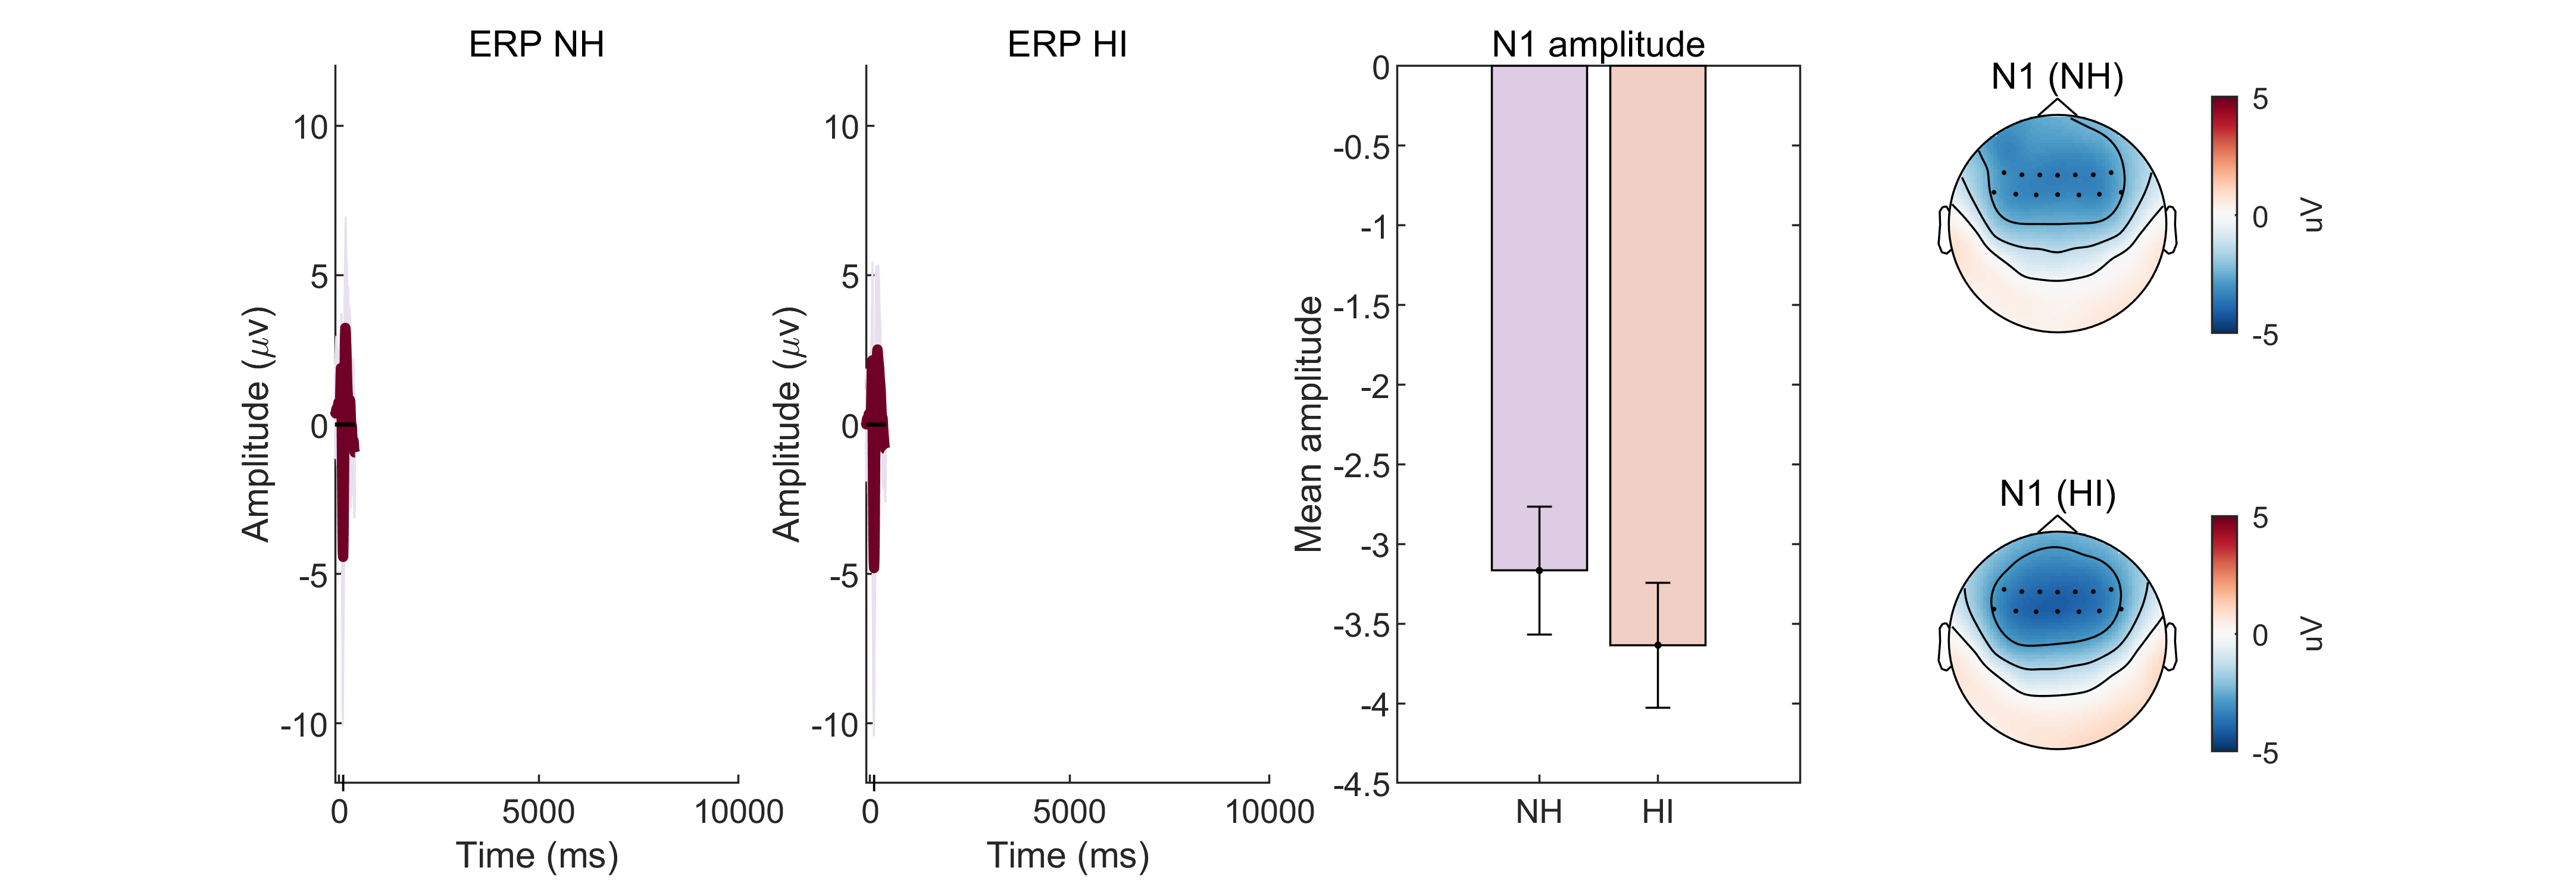 ERP NH
10
5
0
-5
-10
Amplitude (μv)
0
5000
10000
Time (ms)
ERP HI
10
5
0
-5
-10
Amplitude (μv)
0
5000
10000
Time (ms)
N1 amplitude
0
-0.5
-1
-1.5
-2
-2.5
-3
-3.5
-4
-4.5
Mean amplitude
NH
HI
N1 (NH)
5
0
-5
uV
N1 (HI)
5
0
-5
uV